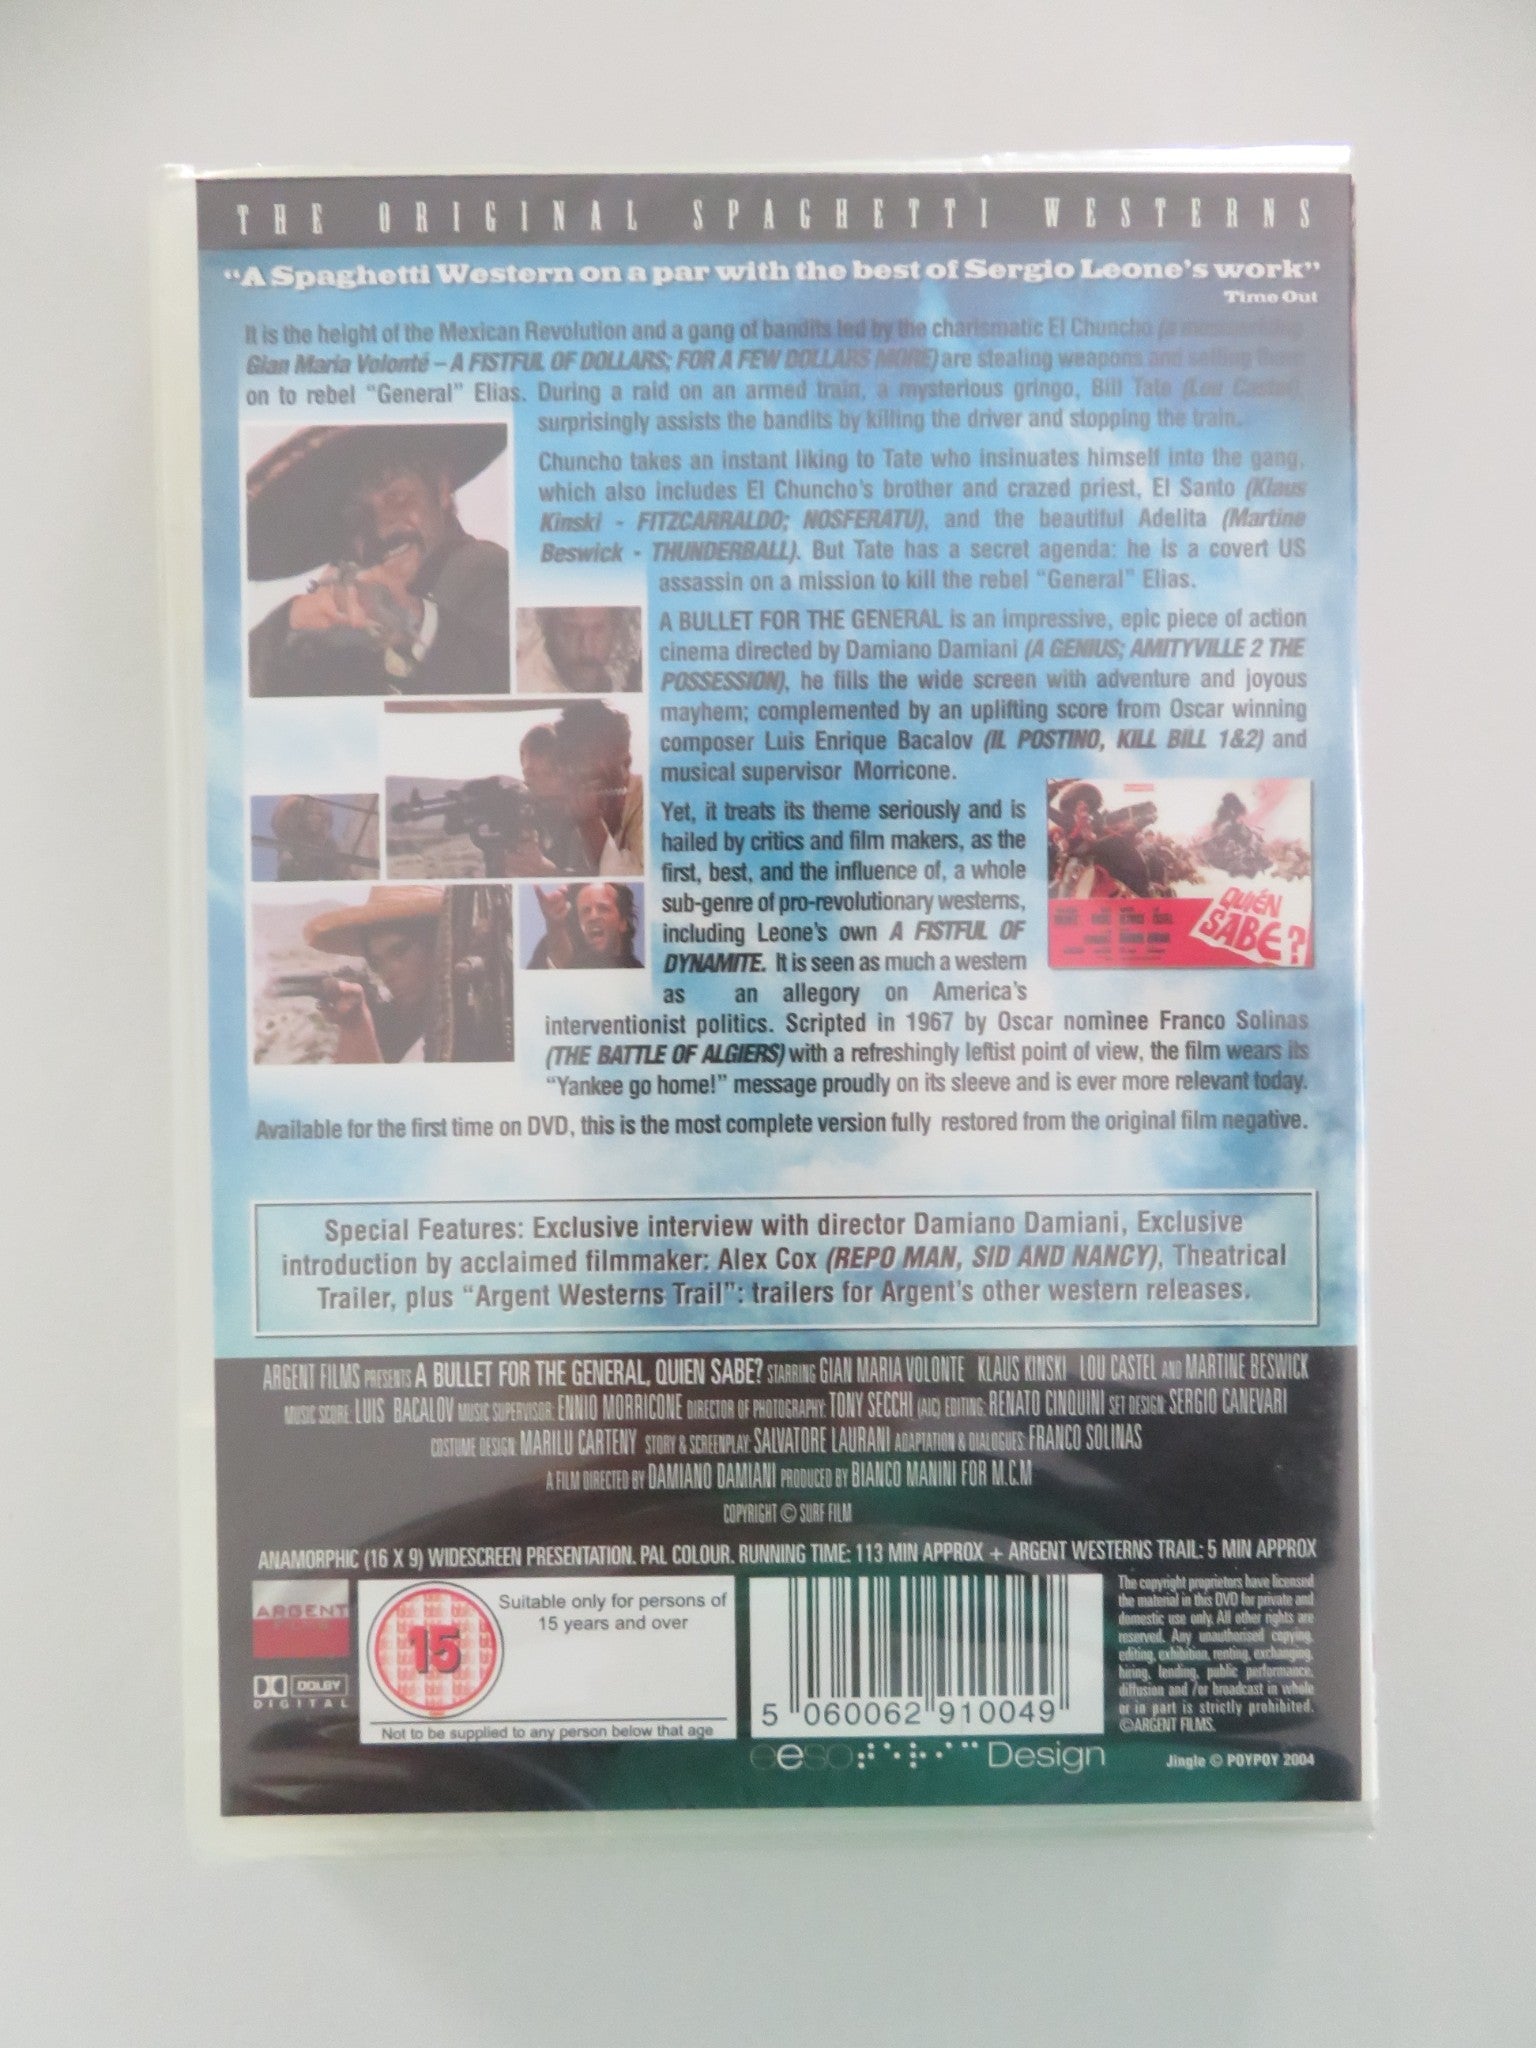 THE ORIGINAL SPAGHETTI WESTERNS
“A Spaghetti Western on a par with the best of Sergio Leone’s work”
Time Out
It is the height of the Mexican Revolution and a gang of bandits led by the charismatic El Chuncho (a mesmerising
Gian Maria Volonté – A FISTFUL OF DOLLARS; FOR A FEW DOLLARS MORE) are stealing weapons and selling them
on to rebel “General” Elias. During a raid on an armed train, a mysterious gringo, Bill Tate (Lou Castel),
surprisingly assists the bandits by killing the driver and stopping the train.
Chuncho takes an instant liking to Tate who insinuates himself into the gang,
which also includes El Chuncho’s brother and crazed priest, El Santo (Klaus
Kinski - FITZCARRALDO; NOSFERATU), and the beautiful Adelita (Martine
Beswick - THUNDERBALL). But Tate has a secret agenda: he is a covert US
assassin on a mission to kill the rebel “General” Elias.
A BULLET FOR THE GENERAL is an impressive, epic piece of action
cinema directed by Damiano Damiani (A GENIUS; AMITYVILLE 2 THE
POSSESSION), he fills the wide screen with adventure and joyous
mayhem; complemented by an uplifting score from Oscar winning
composer Luis Enrique Bacalov (IL POSTINO, KILL BILL 1&2) and
musical supervisor Morricone.
Yet, it treats its theme seriously and is
hailed by critics and film makers, as the
first, best, and the influence of, a whole
sub-genre of pro-revolutionary westerns,
including Leone’s own A FISTFUL OF
DYNAMITE. It is seen as much a western
as an allegory on America’s
interventionist politics. Scripted in 1967 by Oscar nominee Franco Solinas
(THE BATTLE OF ALGIERS) with a refreshingly leftist point of view, the film wears its
“Yankee go home!” message proudly on its sleeve and is ever more relevant today.
QUIÉN
SABE?
Available for the first time on DVD, this is the most complete version fully restored from the original film negative.
Special Features: Exclusive interview with director Damiano Damiani, Exclusive
introduction by acclaimed filmmaker: Alex Cox (REPO MAN, SID AND NANCY), Theatrical
Trailer, plus “Argent Westerns Trail”: trailers for Argent’s other western releases.
ARGENT FILMS PRESENTS A BULLET FOR THE GENERAL, QUIEN SABE? STARRING GIAN MARIA VOLONTE KLAUS KINSKI LOU CASTEL AND MARTINE BESWICK
MUSIC SCORE: LUIS BACALOV MUSIC SUPERVISOR: ENNIO MORRICONE DIRECTOR OF PHOTOGRAPHY: TONY SECCHI (AIC) EDITING: RENATO CINQUINI SET DESIGN: SERGIO CANEVARI
COSTUME DESIGN: MARILU CARTENY STORY & SCREENPLAY: SALVATORE LAURANI ADAPTATION & DIALOGUES: FRANCO SOLINAS
A FILM DIRECTED BY DAMIANO DAMIANI PRODUCED BY BIANCO MANINI FOR M.C.M
COPYRIGHT © SURF FILM
ANAMORPHIC (16 X 9) WIDESCREEN PRESENTATION. PAL COLOUR. RUNNING TIME: 113 MIN APPROX + ARGENT WESTERNS TRAIL: 5 MIN APPROX
ARGENT
FILMS
DOLBY
DIGITAL
15
Suitable only for persons of
15 years and over
Not to be supplied to any person below that age
5 060062 910049
eeso Design
The copyright proprietors have licensed
the material in this DVD for private and
domestic use only. All other rights are
reserved. Any unauthorised copying,
editing, exhibition, renting, exchanging,
hiring, lending, public performance,
diffusion and /or broadcast in whole
or in part is strictly prohibited.
©ARGENT FILMS.
Jingle © POYPOY 2004